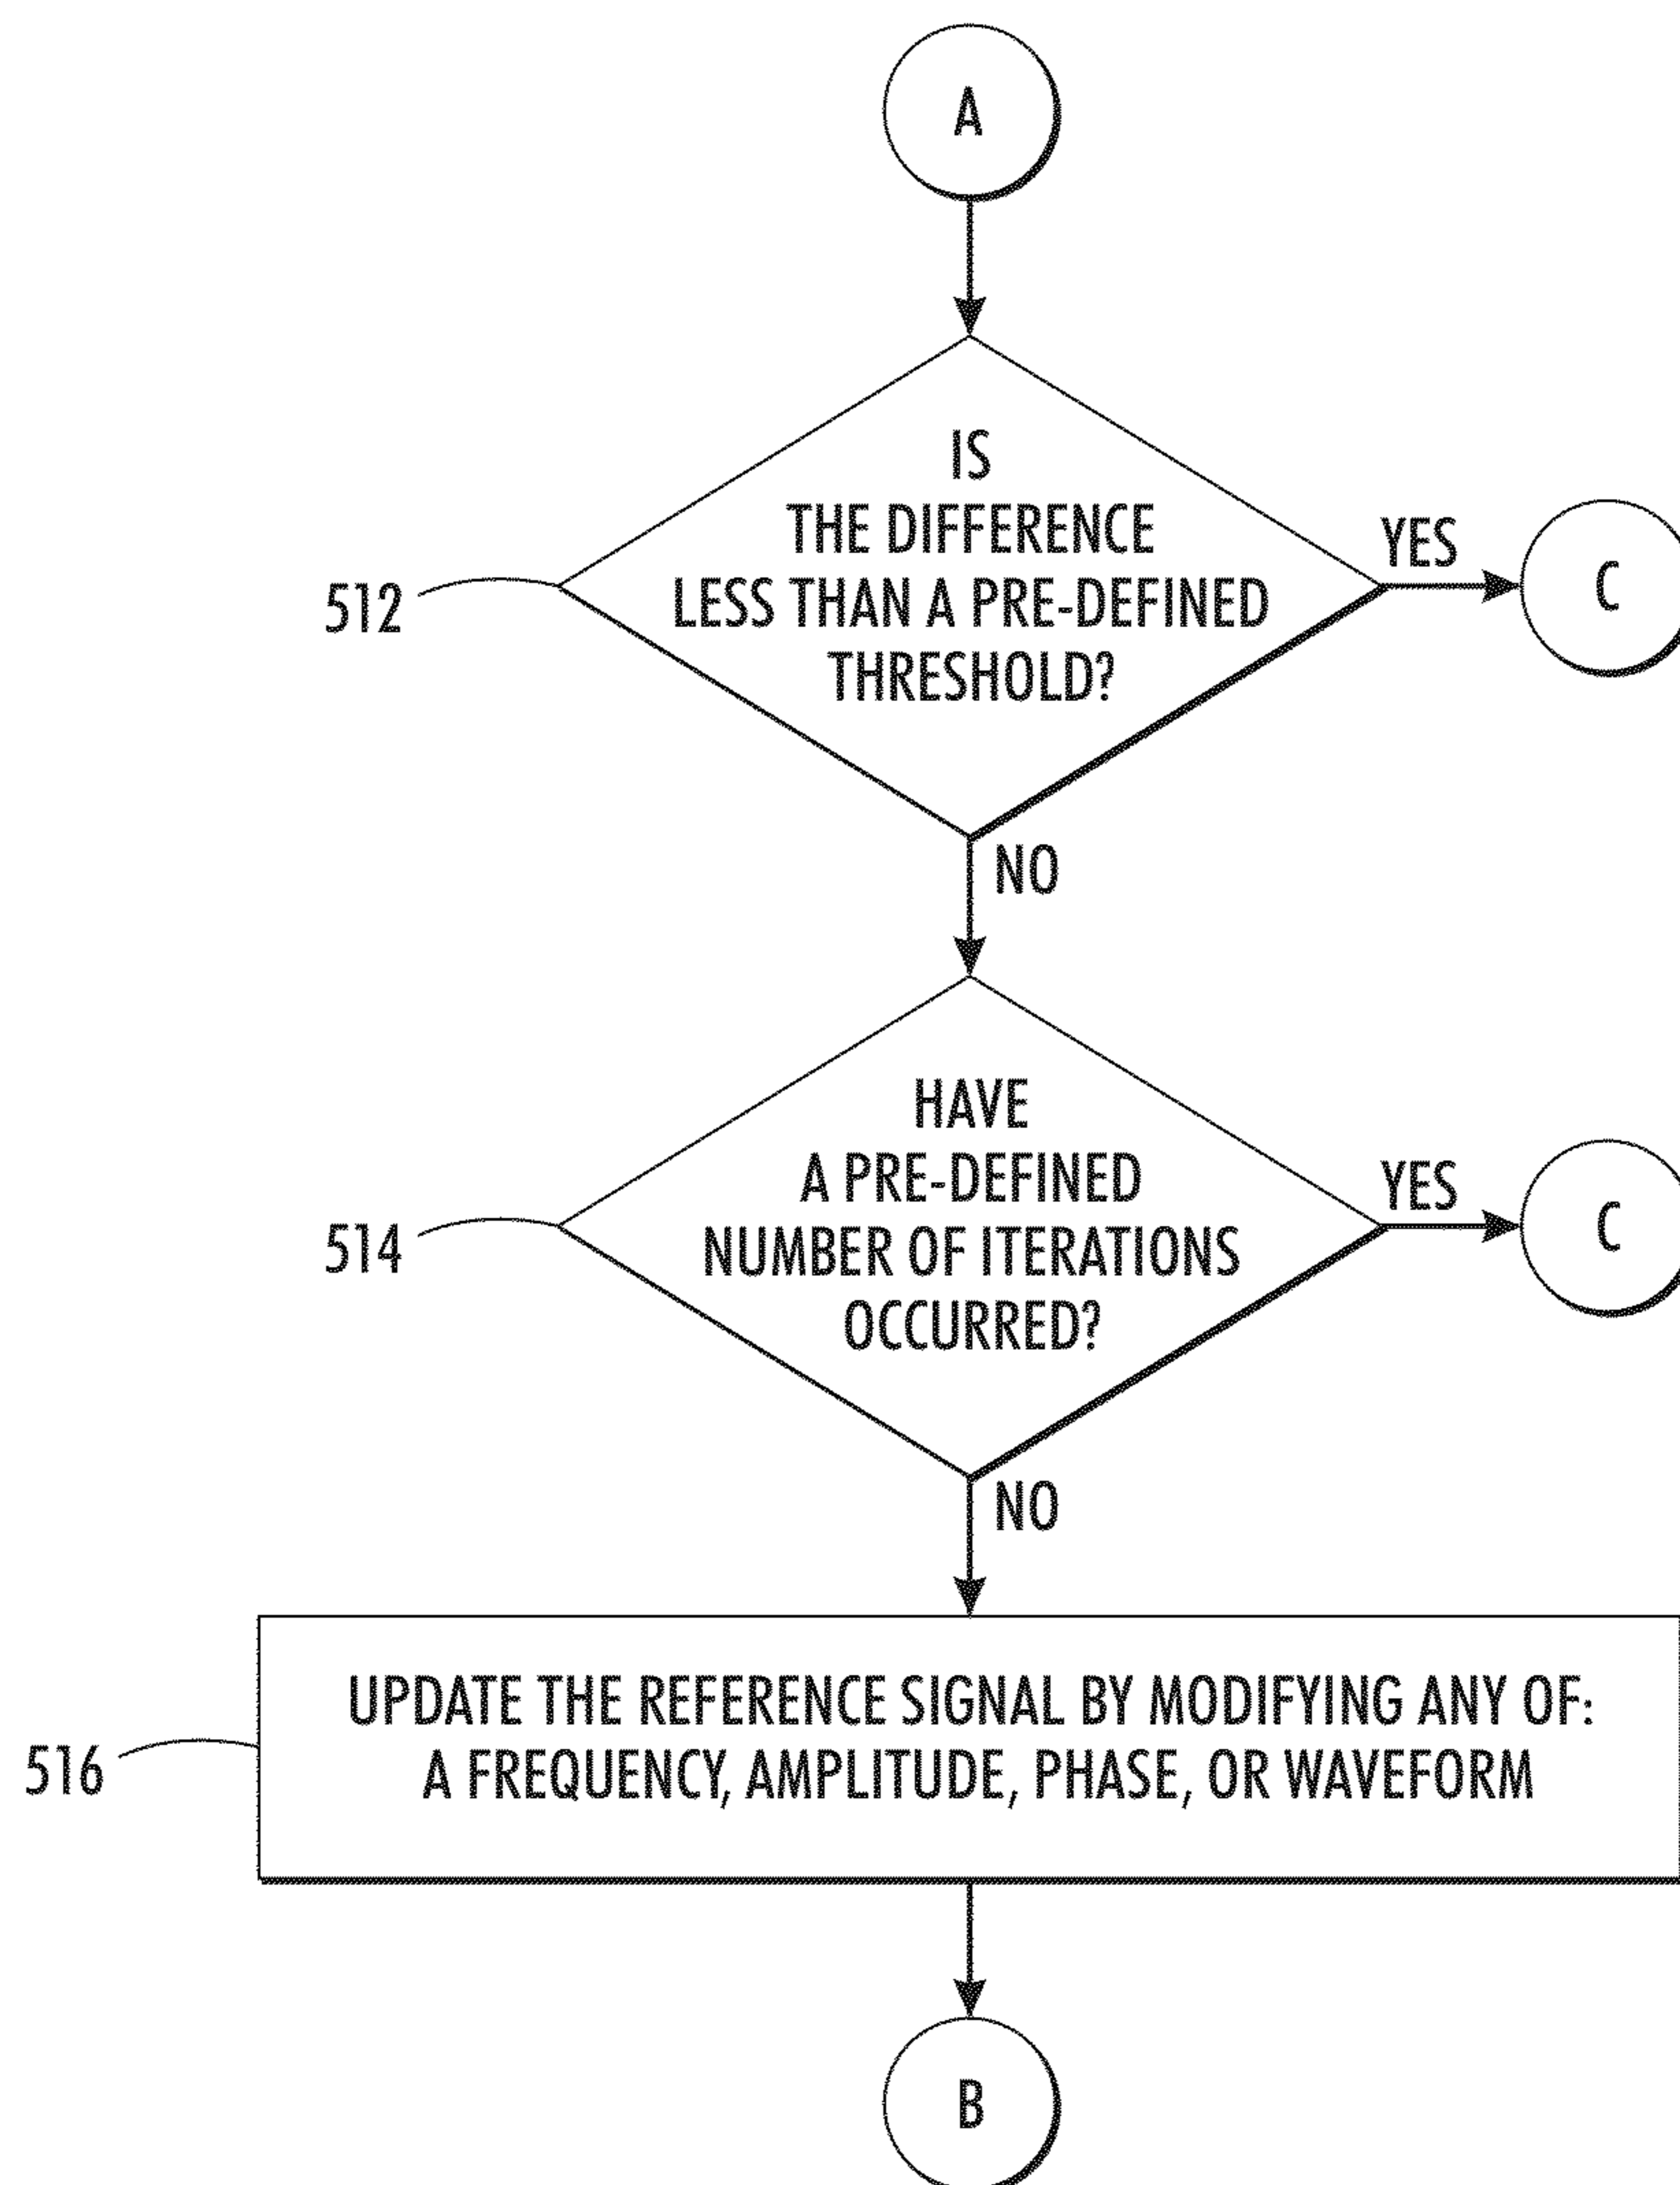 A
IS
THE DIFFERENCE
LESS THAN A PRE-DEFINED
THRESHOLD?
512
YES
C
NO
HAVE
A PRE-DEFINED
NUMBER OF ITERATIONS
OCCURRED?
514
YES
C
NO
UPDATE THE REFERENCE SIGNAL BY MODIFYING ANY OF:
A FREQUENCY, AMPLITUDE, PHASE, OR WAVEFORM
516
B